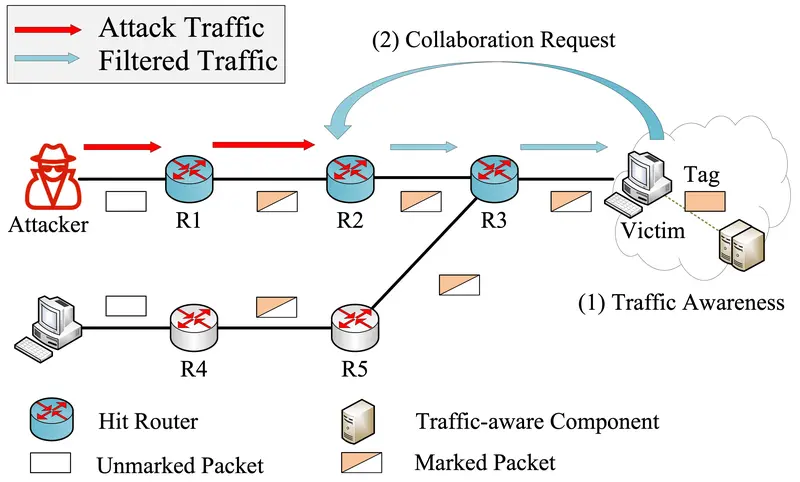 Attack Traffic
Filtered Traffic
(2) Collaboration Request
Tag
Attacker
R1
R2
R3
Victim
(1) Traffic Awareness
R4
R5
Hit Router
Traffic-aware Component
Unmarked Packet
Marked Packet